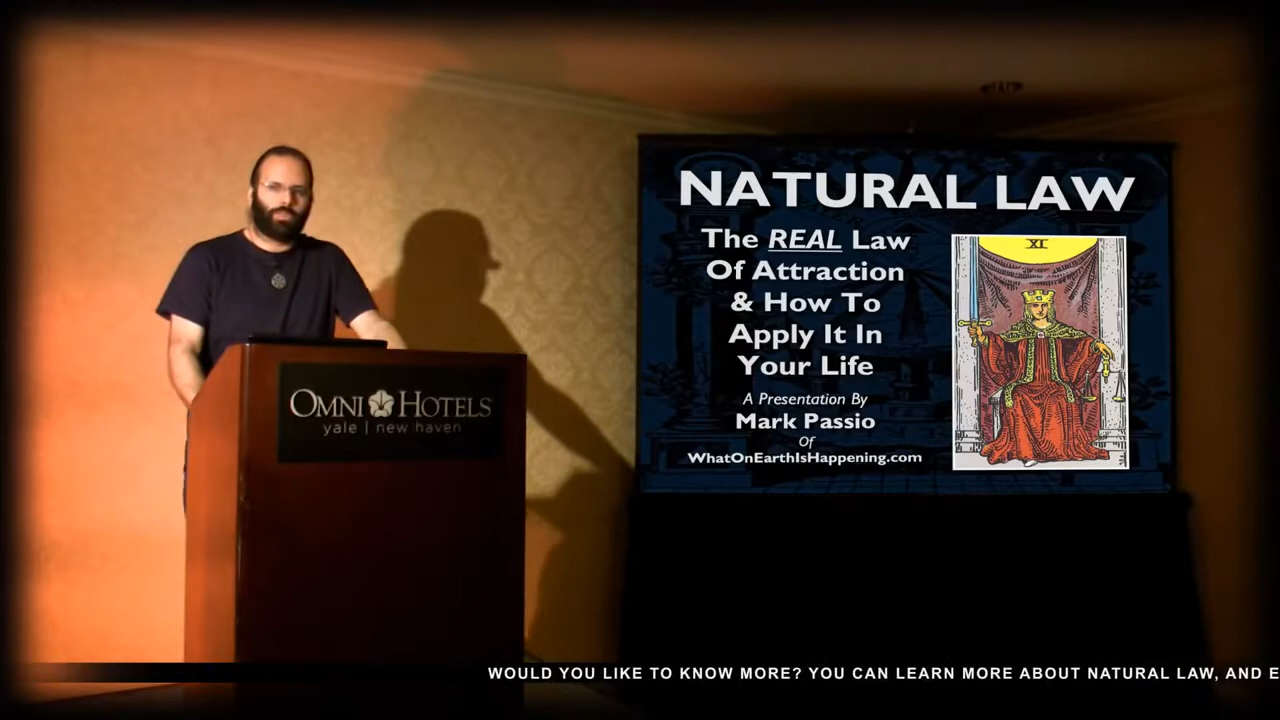 NATURAL LAW
The REAL Law
Of Attraction
& How To
Apply It In
Your Life
A Presentation By
Mark Passio
Of
WhatOnEarthIsHappening.com
XI
OMNI HOTELS
yale | new haven
WOULD YOU LIKE TO KNOW MORE? YOU CAN LEARN MORE ABOUT NATURAL LAW, AND E